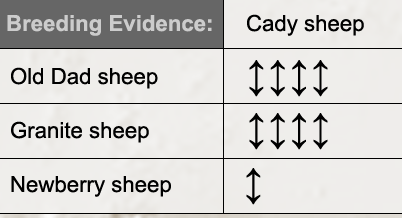 Breeding Evidence: Cady sheep
Old Dad sheep ↕↕↕↕
Granite sheep ↕↕↕↕
Newberry sheep ↕